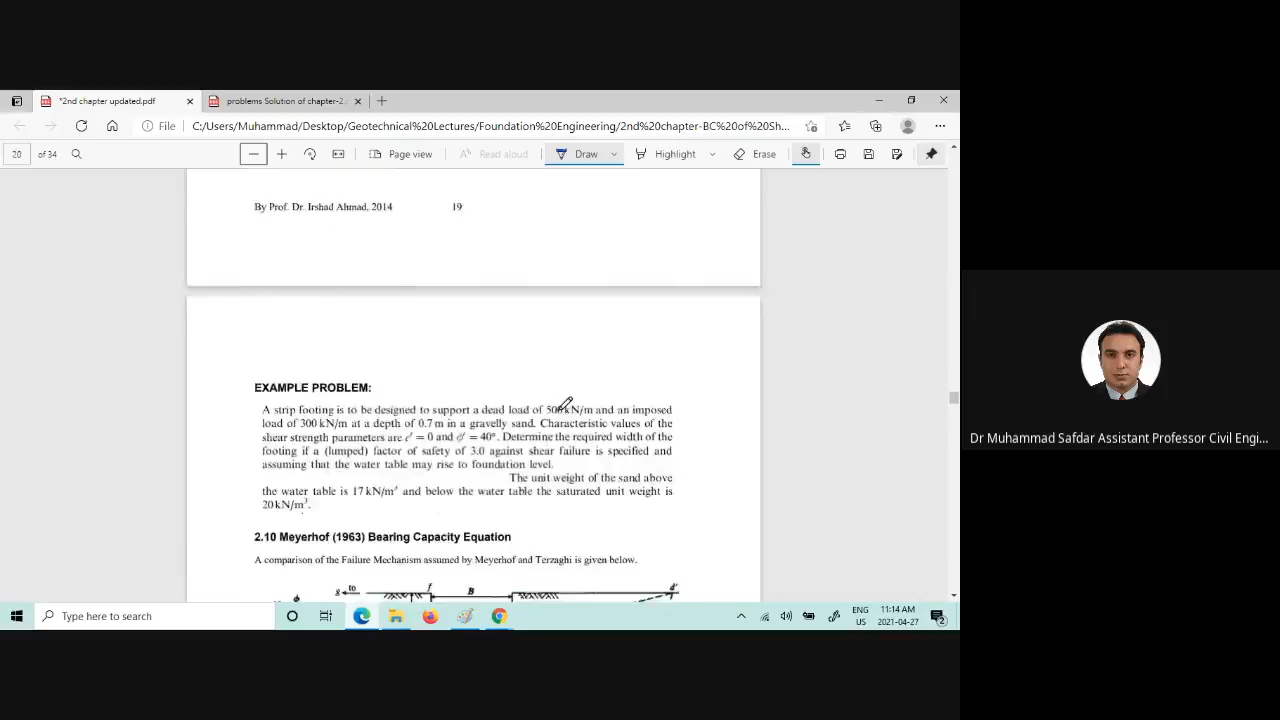 *2nd chapter updated.pdf
problems Solution of chapter-2.
File
C:/Users/Muhammad/Desktop/Geotechnical%20Lectures/Foundation%20Engineering/2nd%20chapter-BC%20of%20Sh...
20 of 34
Page view
Read aloud
Draw
Highlight
Erase
By Prof. Dr. Irshad Ahmad, 2014 19
EXAMPLE PROBLEM:
A strip footing is to be designed to support a dead load of 500 kN/m and an imposed
load of 300 kN/m at a depth of 0.7 m in a gravelly sand. Characteristic values of the
shear strength parameters are c' = 0 and φ' = 40°. Determine the required width of the
footing if a (lumped) factor of safety of 3.0 against shear failure is specified and
assuming that the water table may rise to foundation level.
The unit weight of the sand above
the water table is 17 kN/m³ and below the water table the saturated unit weight is
20 kN/m³.
2.10 Meyerhof (1963) Bearing Capacity Equation
A comparison of the Failure Mechanism assumed by Meyerhof and Terzaghi is given below.
g to f B d'
φ
Dr Muhammad Safdar Assistant Professor Civil Engi...
Type here to search
ENG
US
11:14 AM
2021-04-27
2